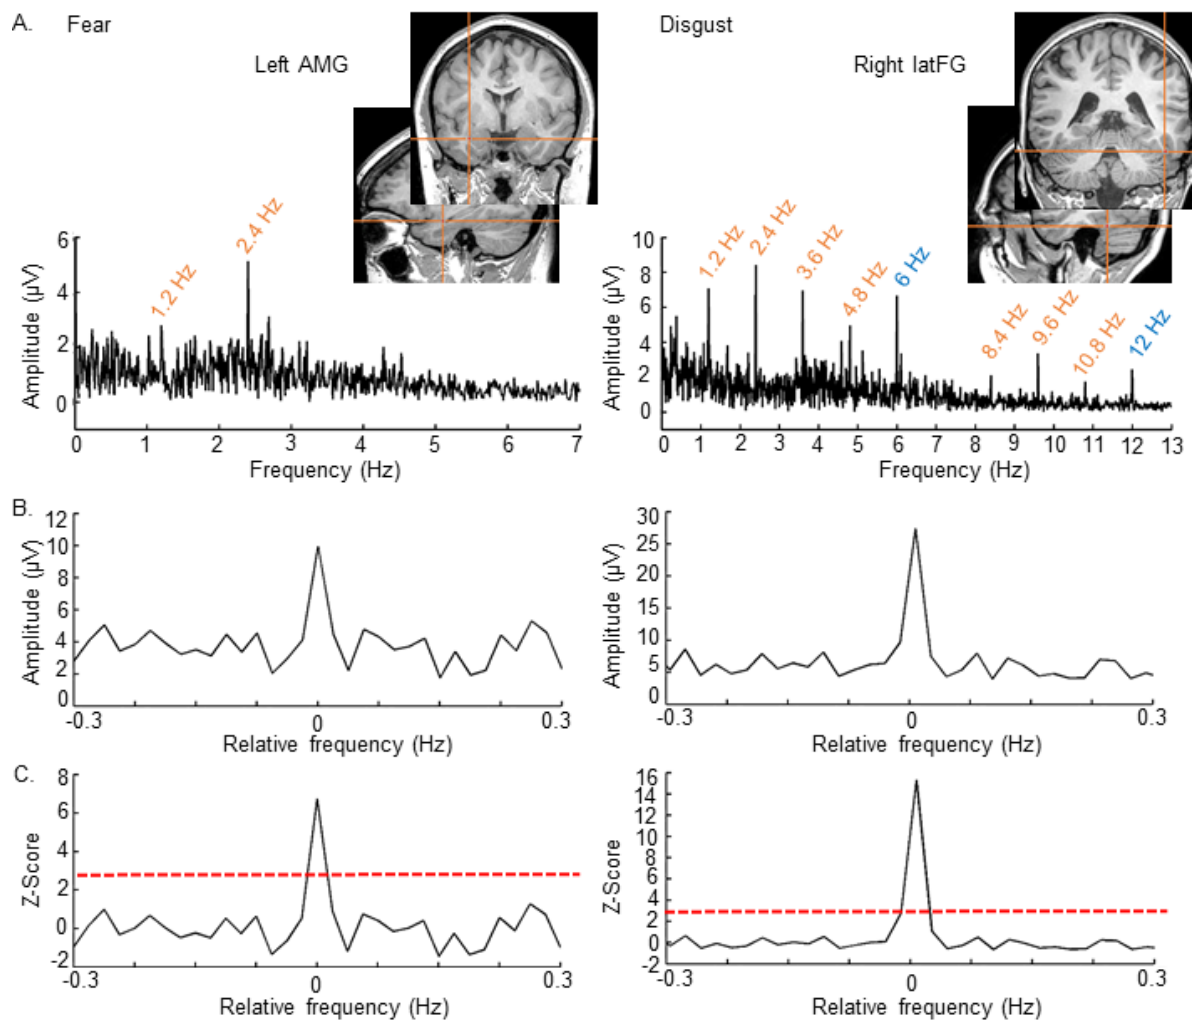 A. Fear Disgust
Left AMG Right latFG
1.2 Hz
2.4 Hz
6
4
2
0
Amplitude (µV)
0 1 2 3 4 5 6 7
Frequency (Hz)
1.2 Hz
2.4 Hz
3.6 Hz
4.8 Hz
6 Hz
8.4 Hz
9.6 Hz
10.8 Hz
12 Hz
10
8
6
4
2
0
Amplitude (µV)
0 1 2 3 4 5 6 7 8 9 10 11 12 13
Frequency (Hz)
B.
12
10
8
6
4
2
0
Amplitude (µV)
-0.3 0 0.3
Relative frequency (Hz)
30
25
20
15
10
5
0
Amplitude (µV)
-0.3 0 0.3
Relative frequency (Hz)
C.
8
6
4
2
0
-2
Z-Score
-0.3 0 0.3
Relative frequency (Hz)
16
14
12
10
8
6
4
2
0
-2
Z-Score
-0.3 0 0.3
Relative frequency (Hz)